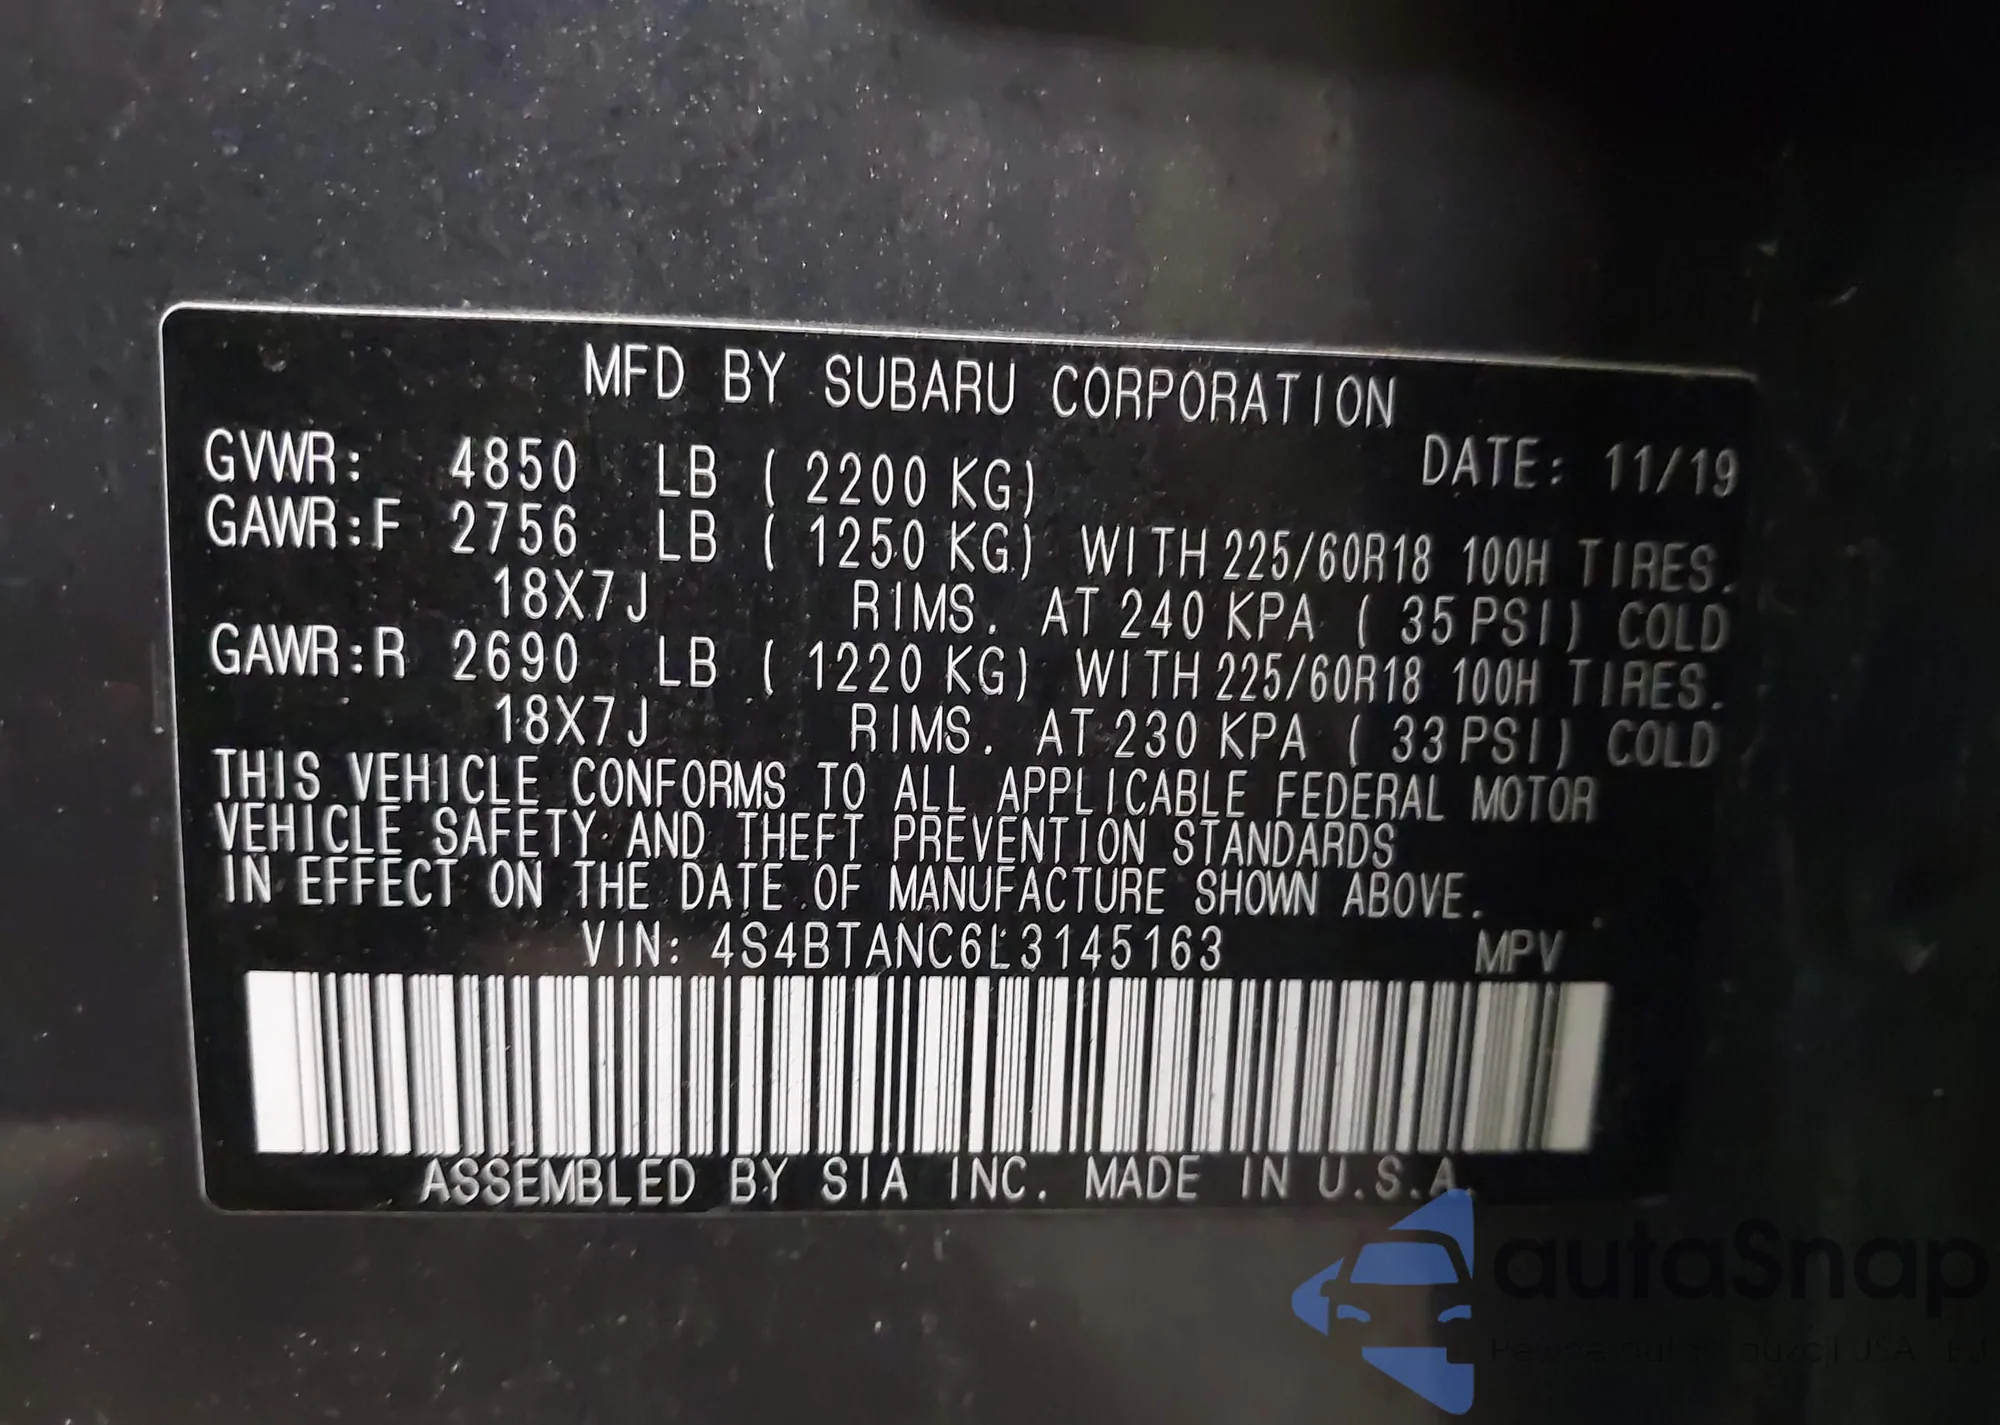 MFD BY SUBARU CORPORATION
GVWR: 4850 LB ( 2200 KG) DATE: 11/19
GAWR:F 2756 LB ( 1250 KG) WITH 225/60R18 100H TIRES.
18X7J RIMS. AT 240 KPA ( 35 PSI) COLD
GAWR:R 2690 LB ( 1220 KG) WITH 225/60R18 100H TIRES.
18X7J RIMS. AT 230 KPA ( 33 PSI) COLD
THIS VEHICLE CONFORMS TO ALL APPLICABLE FEDERAL MOTOR
VEHICLE SAFETY AND THEFT PREVENTION STANDARDS
IN EFFECT ON THE DATE OF MANUFACTURE SHOWN ABOVE.
VIN: 4S4BTANC6L3145163 MPV
ASSEMBLED BY SIA INC. MADE IN U.S.A.
autaSnap
USA